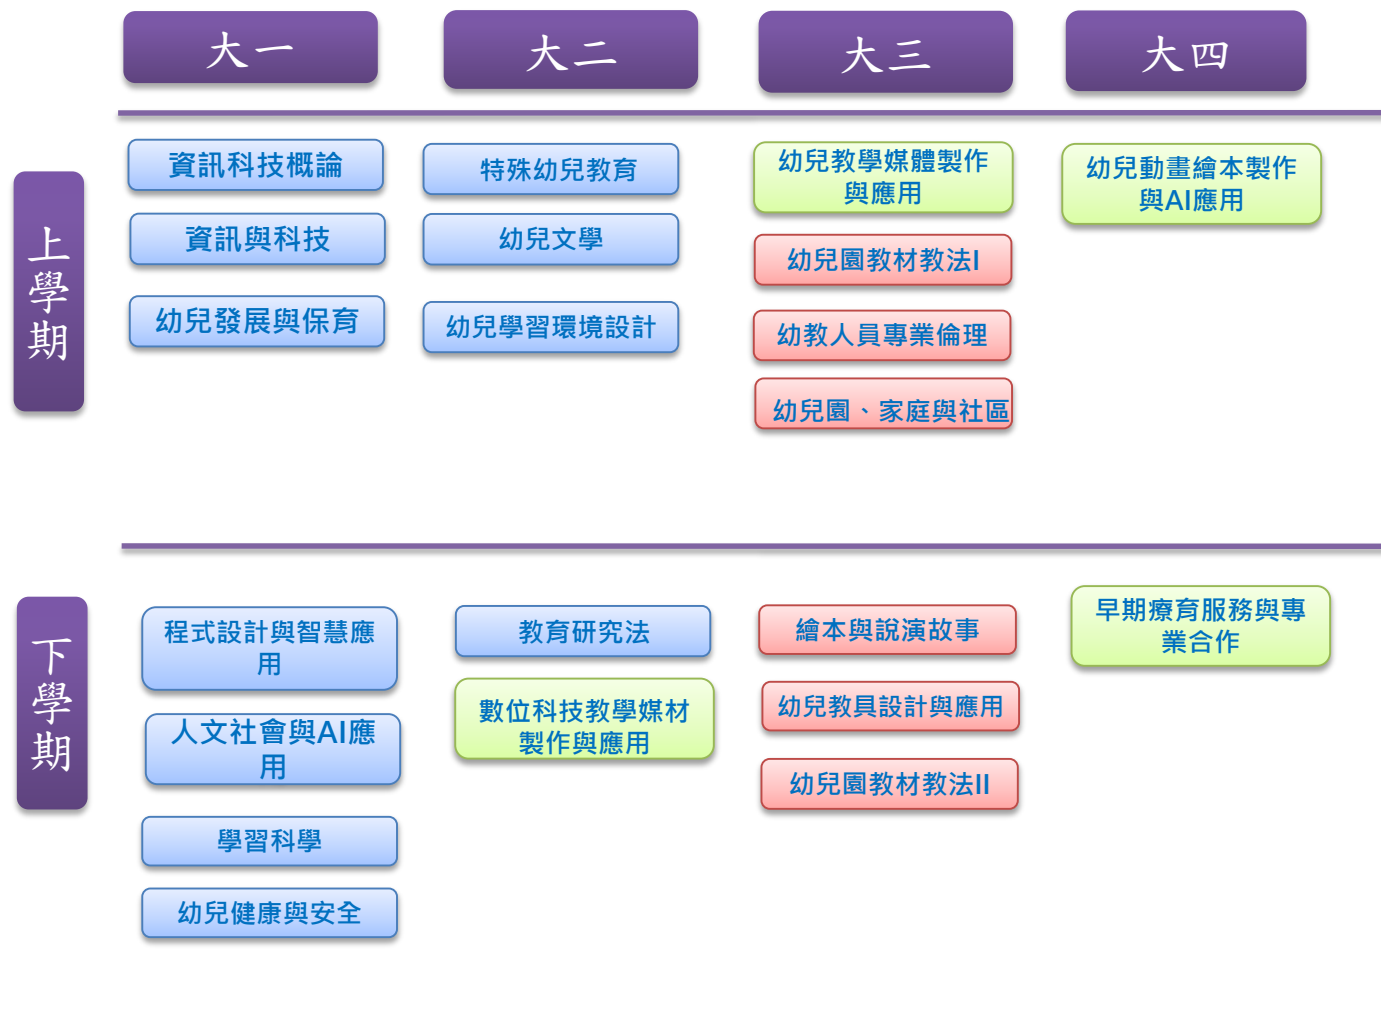 大一
大二
大三
大四
上學期
資訊科技概論
資訊與科技
幼兒發展與保育
特殊幼兒教育
幼兒文學
幼兒學習環境設計
幼兒教學媒體製作
與應用
幼兒園教材教法I
幼教人員專業倫理
幼兒園、家庭與社區
幼兒動畫繪本製作
與AI應用
下學期
程式設計與智慧應
用
人文社會與AI應
用
學習科學
幼兒健康與安全
教育研究法
數位科技教學媒材
製作與應用
繪本與說演故事
幼兒教具設計與應用
幼兒園教材教法II
早期療育服務與專
業合作